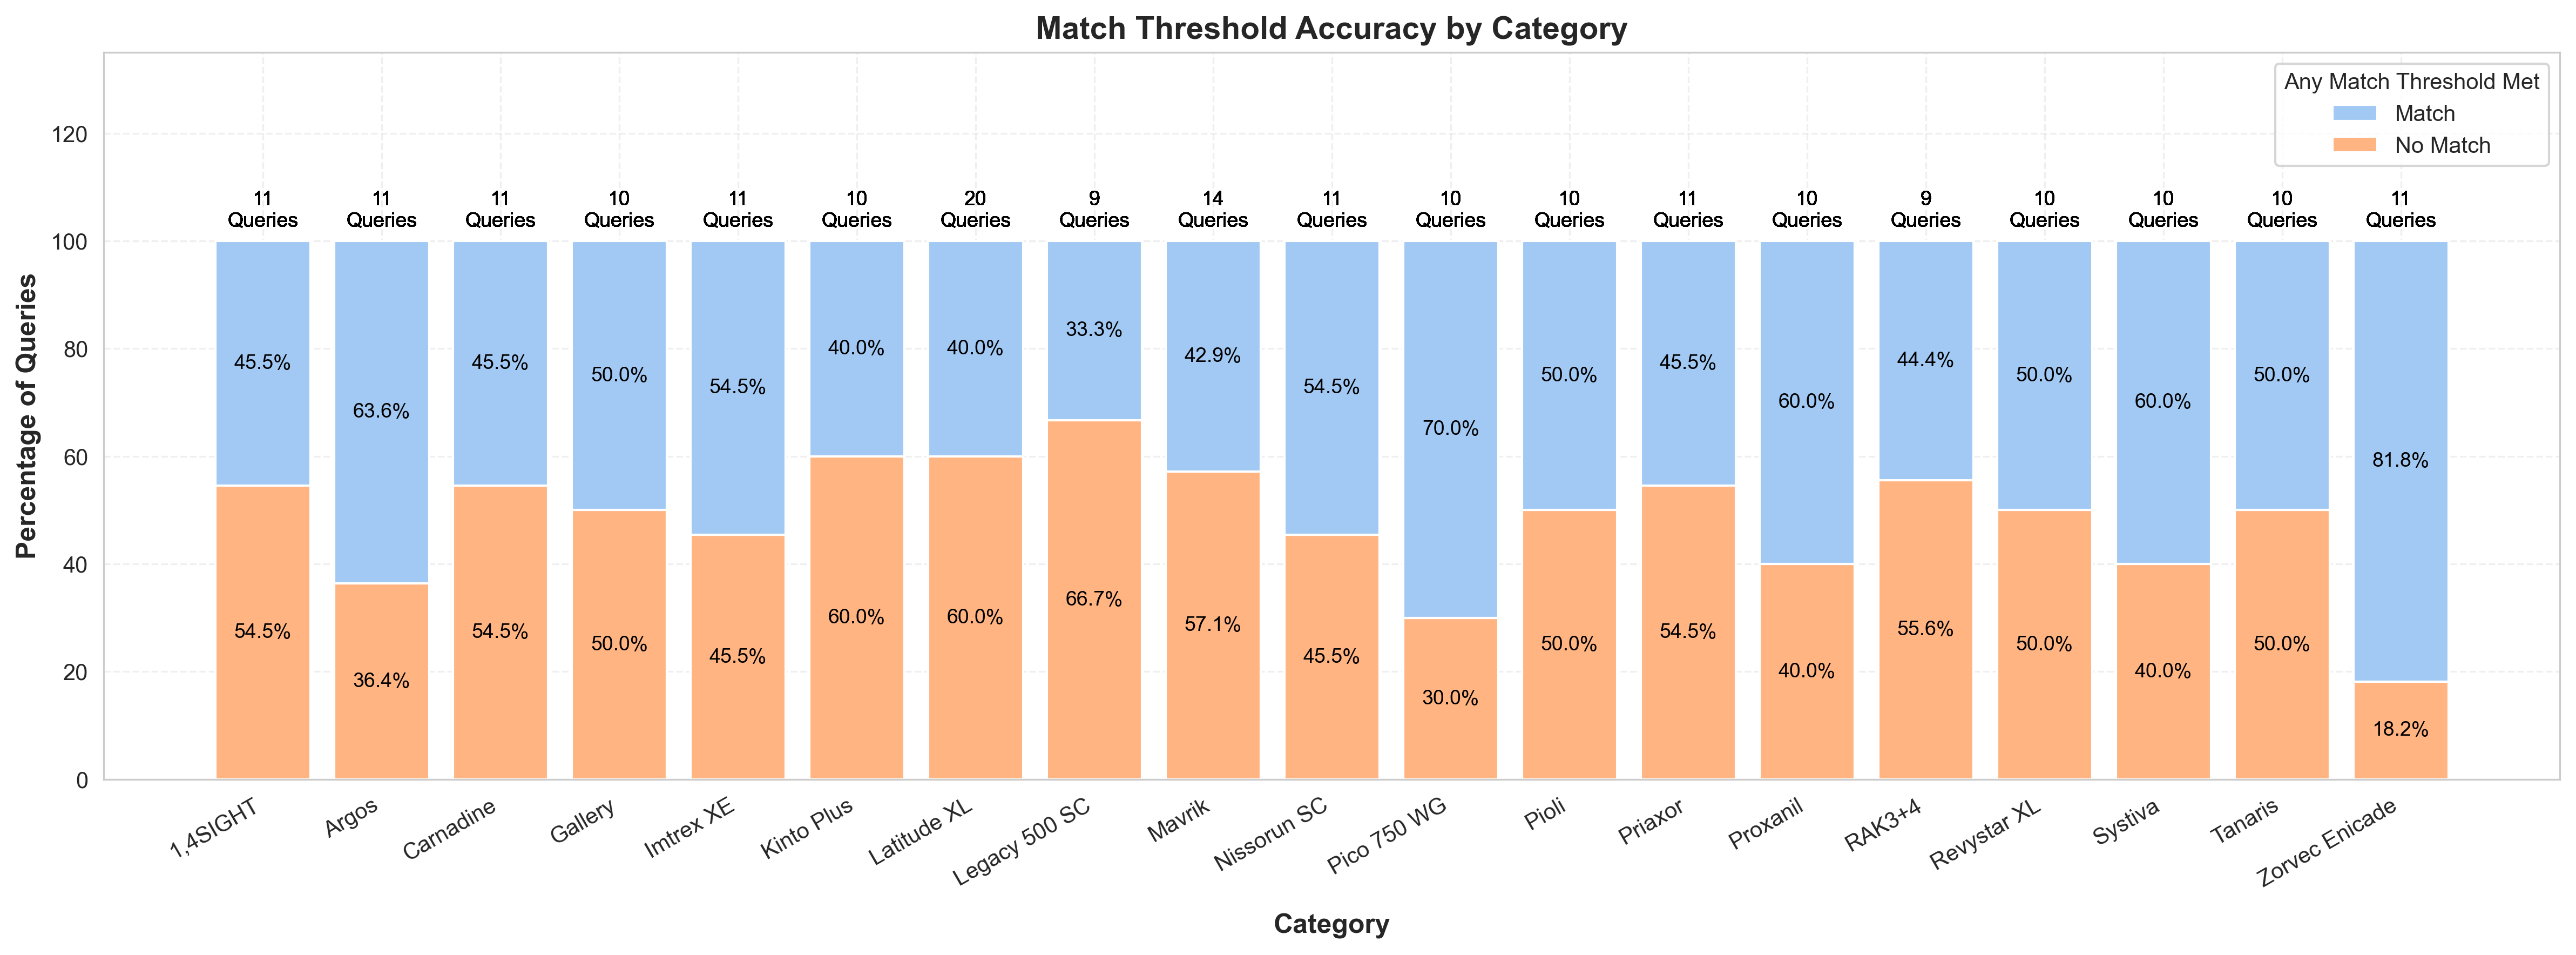 Match Threshold Accuracy by Category
Any Match Threshold Met
Match
No Match
Percentage of Queries
120
100
80
60
40
20
0
11 Queries
11 Queries
11 Queries
10 Queries
11 Queries
10 Queries
20 Queries
9 Queries
14 Queries
11 Queries
10 Queries
10 Queries
11 Queries
10 Queries
9 Queries
10 Queries
10 Queries
10 Queries
11 Queries
45.5%
63.6%
45.5%
50.0%
54.5%
40.0%
40.0%
33.3%
42.9%
54.5%
70.0%
50.0%
45.5%
60.0%
44.4%
50.0%
60.0%
50.0%
81.8%
54.5%
36.4%
54.5%
50.0%
45.5%
60.0%
60.0%
66.7%
57.1%
45.5%
30.0%
50.0%
54.5%
40.0%
55.6%
50.0%
40.0%
50.0%
18.2%
1,4SIGHT
Argos
Carnadine
Gallery
Imtrex XE
Kinto Plus
Latitude XL
Legacy 500 SC
Mavrik
Nissorun SC
Pico 750 WG
Pioli
Priaxor
Proxanil
RAK3+4
Revystar XL
Systiva
Tanaris
Zorvec Enicade
Category